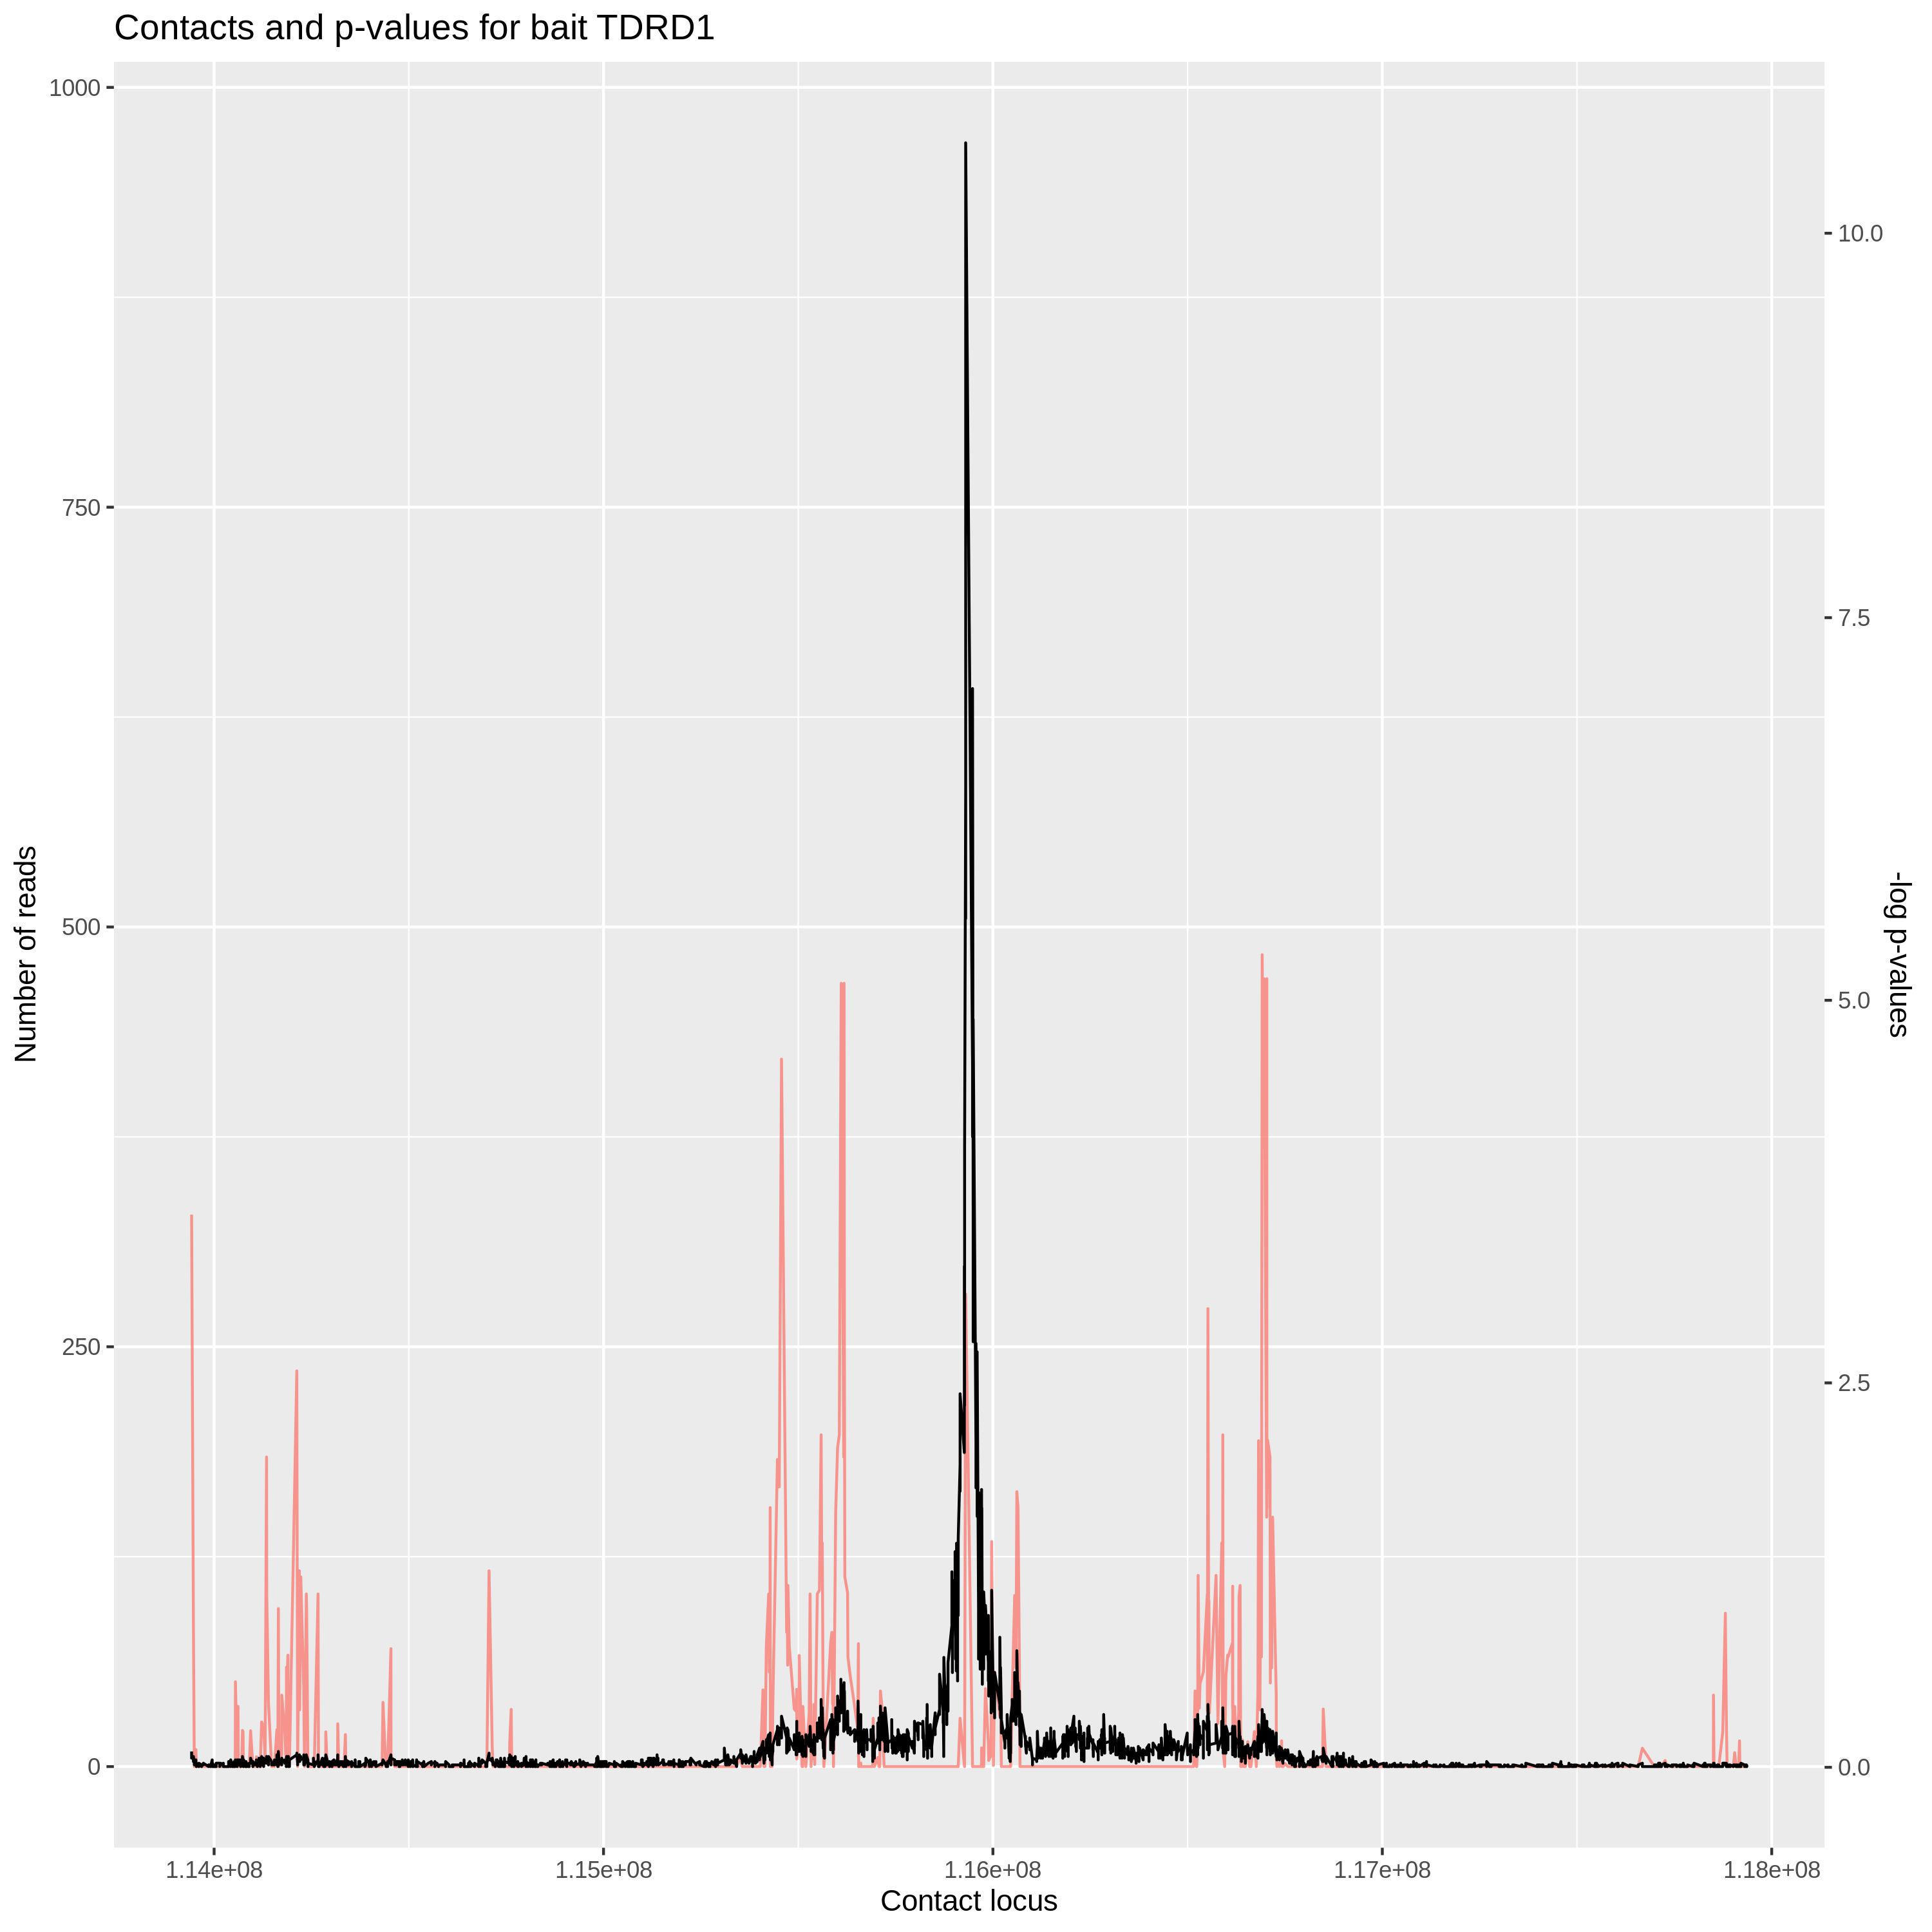 Contacts and p-values for bait TDRD1
1000
750
500
250
0
Number of reads
10.0
7.5
5.0
2.5
0.0
-log p-values
1.14e+08
1.15e+08
1.16e+08
1.17e+08
1.18e+08
Contact locus